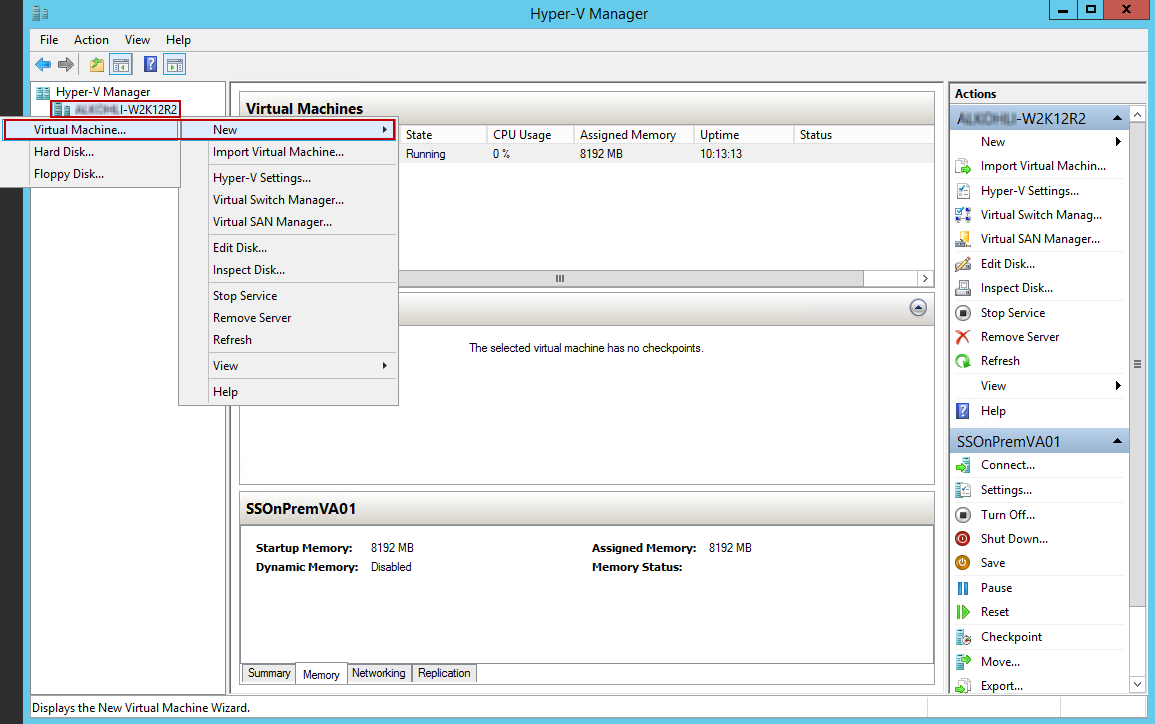 Hyper-V Manager
File Action View Help
Hyper-V Manager
I-W2K12R2
Virtual Machine...
Hard Disk...
Floppy Disk...
New
Import Virtual Machine...
Hyper-V Settings...
Virtual Switch Manager...
Virtual SAN Manager...
Edit Disk...
Inspect Disk...
Stop Service
Remove Server
Refresh
View
Help
Virtual Machines
State CPU Usage Assigned Memory Uptime Status
Running 0 % 8192 MB 10:13:13
The selected virtual machine has no checkpoints.
SSOnPremVA01
Startup Memory: 8192 MB Assigned Memory: 8192 MB
Dynamic Memory: Disabled Memory Status:
Summary Memory Networking Replication
Actions
-W2K12R2
New
Import Virtual Machin...
Hyper-V Settings...
Virtual Switch Manag...
Virtual SAN Manager...
Edit Disk...
Inspect Disk...
Stop Service
Remove Server
Refresh
View
Help
SSOnPremVA01
Connect...
Settings...
Turn Off...
Shut Down...
Save
Pause
Reset
Checkpoint
Move...
Export...
Displays the New Virtual Machine Wizard.